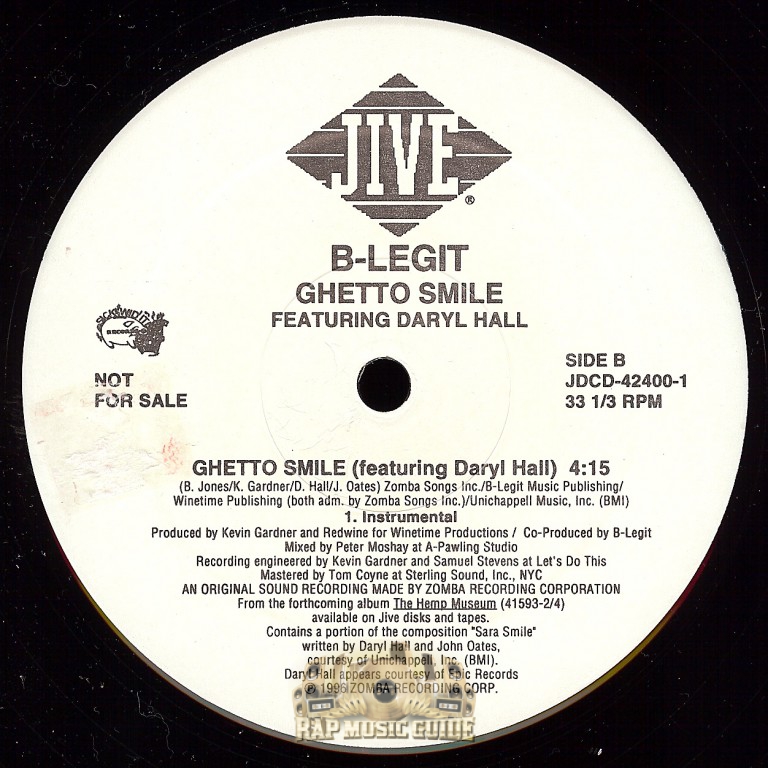 JIVE
®
B-LEGIT
GHETTO SMILE
FEATURING DARYL HALL
NOT
FOR SALE
SIDE B
JDCD-42400-1
33 1/3 RPM
GHETTO SMILE (featuring Daryl Hall) 4:15
(B. Jones/K. Gardner/D. Hall/J. Oates) Zomba Songs Inc./B-Legit Music Publishing/
Winetime Publishing (both adm. by Zomba Songs Inc.)/Unichappell Music, Inc. (BMI)
1. Instrumental
Produced by Kevin Gardner and Redwine for Winetime Productions / Co-Produced by B-Legit
Mixed by Peter Moshay at A-Pawling Studio
Recording engineered by Kevin Gardner and Samuel Stevens at Let's Do This
Mastered by Tom Coyne at Sterling Sound, Inc., NYC
AN ORIGINAL SOUND RECORDING MADE BY ZOMBA RECORDING CORPORATION
From the forthcoming album The Hemp Museum (41593-2/4)
available on Jive disks and tapes.
Contains a portion of the composition "Sara Smile"
written by Daryl Hall and John Oates,
courtesy of Unichappell, Inc. (BMI).
Daryl Hall appears courtesy of Epic Records
℗ 1996 ZOMBA RECORDING CORP.
RAP MUSIC GUIDE